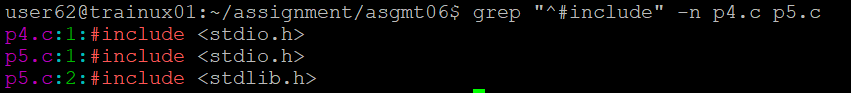 user62@trainux01:~/assignment/asgmt06$ grep "^#include" -n p4.c p5.c
p4.c:1:#include <stdio.h>
p5.c:1:#include <stdio.h>
p5.c:2:#include <stdlib.h>